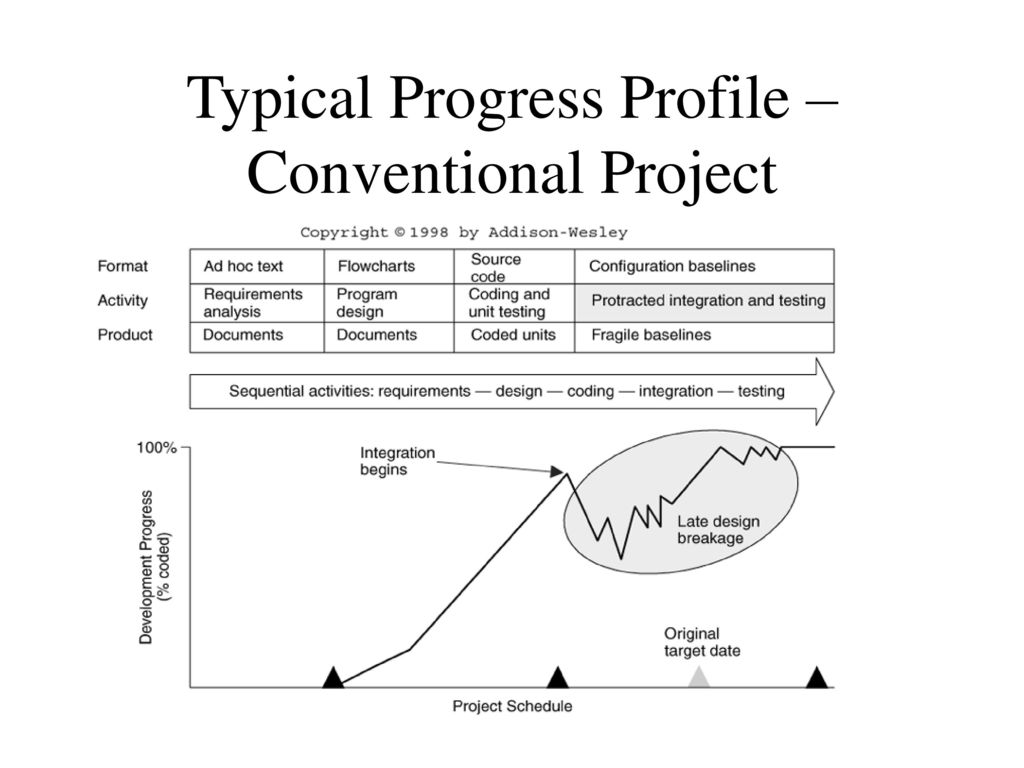 Typical Progress Profile –
Conventional Project
Copyright © 1998 by Addison-Wesley
Format
Ad hoc text
Flowcharts
Source
code
Configuration baselines
Activity
Requirements
analysis
Program
design
Coding and
unit testing
Protracted integration and testing
Product
Documents
Documents
Coded units
Fragile baselines
Sequential activities: requirements — design — coding — integration — testing
100%
Integration
begins
Late design
breakage
Development Progress
(% coded)
Original
target date
Project Schedule